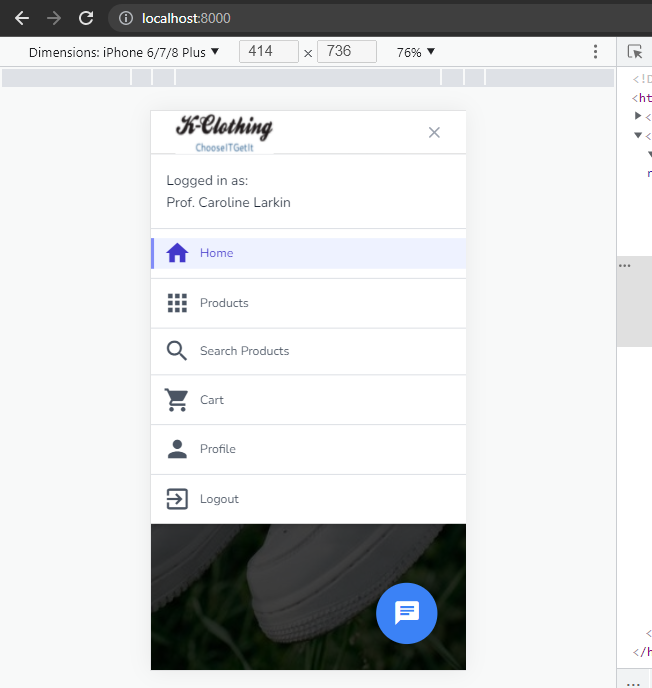 localhost:8000
Dimensions: iPhone 6/7/8 Plus ▼ 414 × 736 76% ▼
<!D
<ht
K-Clothing
ChooseITGetIt
Logged in as:
Prof. Caroline Larkin
Home
Products
Search Products
Cart
Profile
Logout
</h